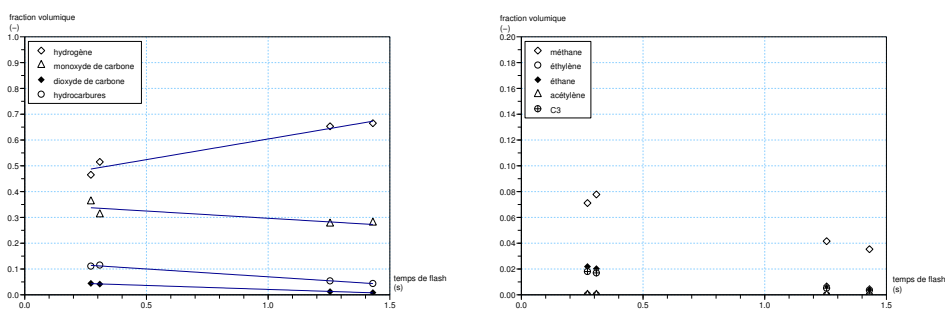 fraction volumique
(−)
1.0
0.9
0.8
0.7
0.6
0.5
0.4
0.3
0.2
0.1
0.0
hydrogène
monoxyde de carbone
dioxyde de carbone
hydrocarbures
0.0
0.5
1.0
1.5
temps de flash
(s)
fraction volumique
(−)
0.20
0.18
0.16
0.14
0.12
0.10
0.08
0.06
0.04
0.02
0.00
méthane
éthylène
éthane
acétylène
C3
0.0
0.5
1.0
1.5
temps de flash
(s)